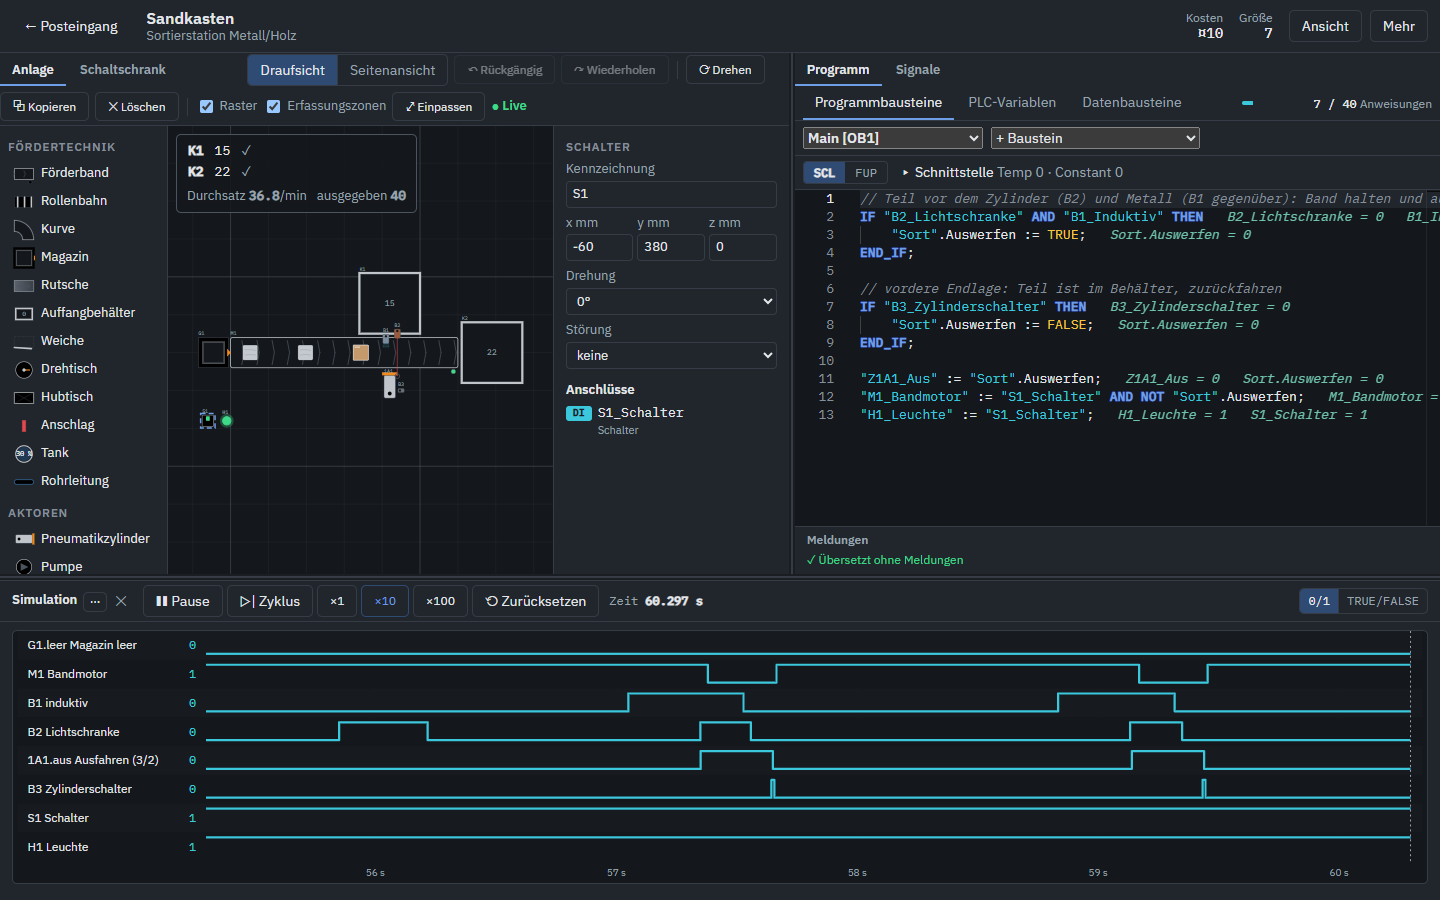 ← Posteingang
Sandkasten
Sortierstation Metall/Holz
Kosten
¤10
Größe
7
Ansicht
Mehr
Anlage
Schaltschrank
Draufsicht
Seitenansicht
Rückgängig
Wiederholen
Drehen
Kopieren
Löschen
Raster
Erfassungszonen
Einpassen
Live
FÖRDERTECHNIK
Förderband
Rollenbahn
Kurve
Magazin
Rutsche
Auffangbehälter
Weiche
Drehtisch
Hubtisch
Anschlag
Tank
Rohrleitung
AKTOREN
Pneumatikzylinder
Pumpe
K1 15 ✓
K2 22 ✓
Durchsatz 36.8/min ausgegeben 40
15
22
SCHALTER
Kennzeichnung
S1
x mm y mm z mm
-60 380 0
Drehung
0°
Störung
keine
Anschlüsse
DI S1_Schalter
Schalter
Programm
Signale
Programmbausteine
PLC-Variablen
Datenbausteine
7 / 40 Anweisungen
Main [OB1]
+ Baustein
SCL FUP
Schnittstelle Temp 0 · Constant 0
1 // Teil vor dem Zylinder (B2) und Metall (B1 gegenüber): Band halten und
2 IF "B2_Lichtschranke" AND "B1_Induktiv" THEN B2_Lichtschranke = 0
3 "Sort".Auswerfen := TRUE; Sort.Auswerfen = 0
4 END_IF;
5
6 // vordere Endlage: Teil ist im Behälter, zurückfahren
7 IF "B3_Zylinderschalter" THEN B3_Zylinderschalter = 0
8 "Sort".Auswerfen := FALSE; Sort.Auswerfen = 0
9 END_IF;
10
11 "Z1A1_Aus" := "Sort".Auswerfen; Z1A1_Aus = 0 Sort.Auswerfen = 0
12 "M1_Bandmotor" := "S1_Schalter" AND NOT "Sort".Auswerfen; M1_Bandmotor =
13 "H1_Leuchte" := "S1_Schalter"; H1_Leuchte = 1 S1_Schalter = 1
Meldungen
✓ Übersetzt ohne Meldungen
Simulation
...
Pause
Zyklus
×1
×10
×100
Zurücksetzen
Zeit 60.297 s
0/1 TRUE/FALSE
G1.leer Magazin leer 0
M1 Bandmotor 1
B1 induktiv 0
B2 Lichtschranke 0
1A1.aus Ausfahren (3/2) 0
B3 Zylinderschalter 0
S1 Schalter 1
H1 Leuchte 1
56 s 57 s 58 s 59 s 60 s